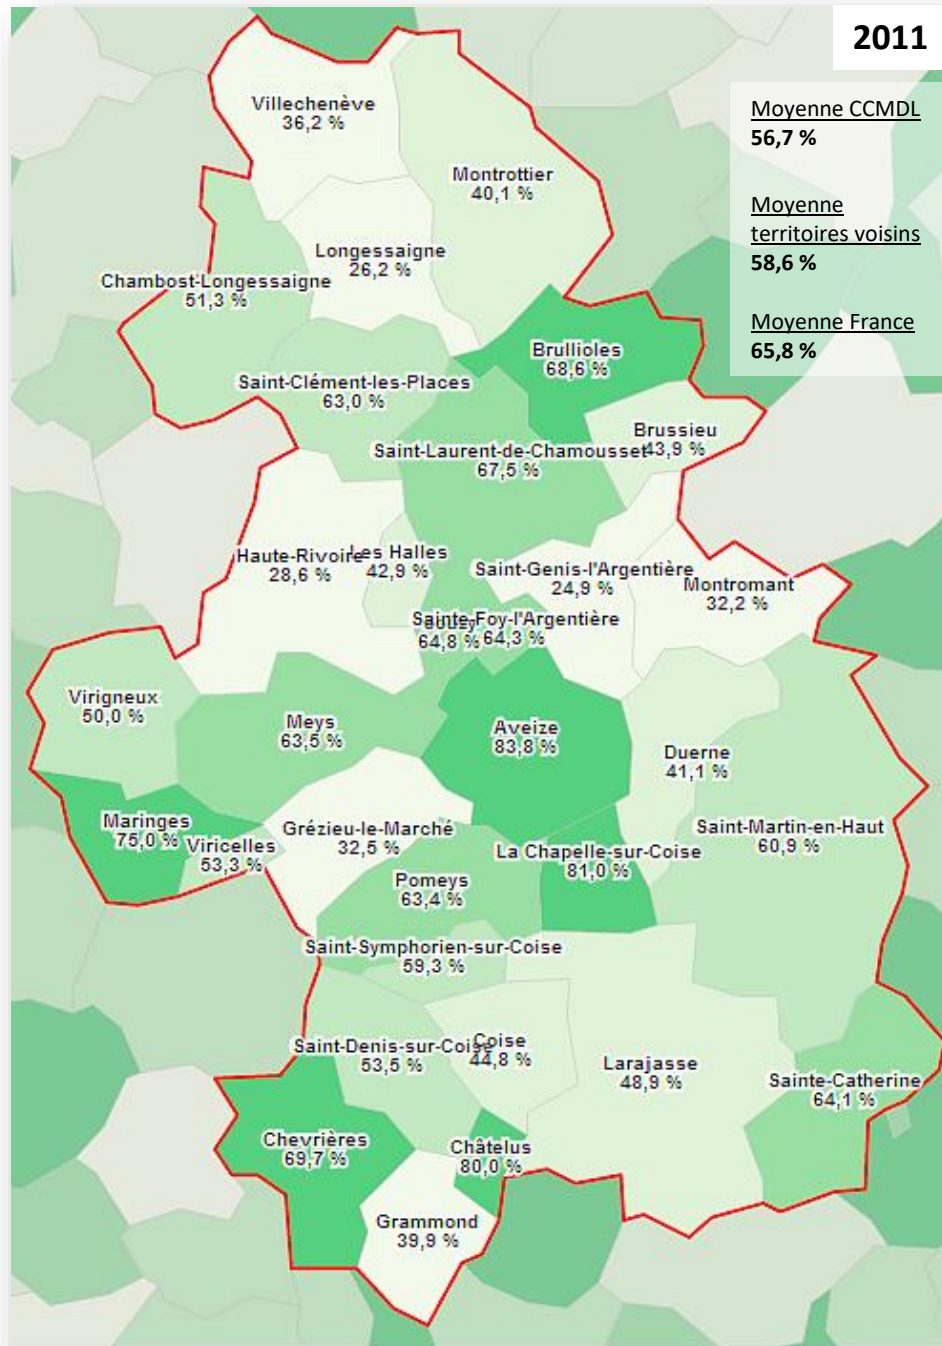 2011
Moyenne CCMDL
56,7 %
Moyenne
territoires voisins
58,6 %
Moyenne France
65,8 %
Villechenève
36,2 %
Montrottier
40,1 %
Longessaigne
26,2 %
Chambost-Longessaigne
51,3 %
Brullioles
68,6 %
Saint-Clément-les-Places
63,0 %
Brussieu
43,9 %
Saint-Laurent-de-Chamousset
67,5 %
Haute-Rivoire
28,6 %
Les Halles
42,9 %
Saint-Genis-l'Argentière
24,9 %
Montromant
32,2 %
Sainte-Foy-l'Argentière
64,3 %
64,8 %
Virigneux
50,0 %
Meys
63,5 %
Aveize
83,8 %
Duerne
41,1 %
Maringes
75,0 %
Viricelles
53,3 %
Grézieu-le-Marché
32,5 %
La Chapelle-sur-Coise
81,0 %
Saint-Martin-en-Haut
60,9 %
Pomeys
63,4 %
Saint-Symphorien-sur-Coise
59,3 %
Saint-Denis-sur-Coise
53,5 %
Coise
44,8 %
Larajasse
48,9 %
Sainte-Catherine
64,1 %
Chevrières
69,7 %
Châtelus
80,0 %
Grammond
39,9 %